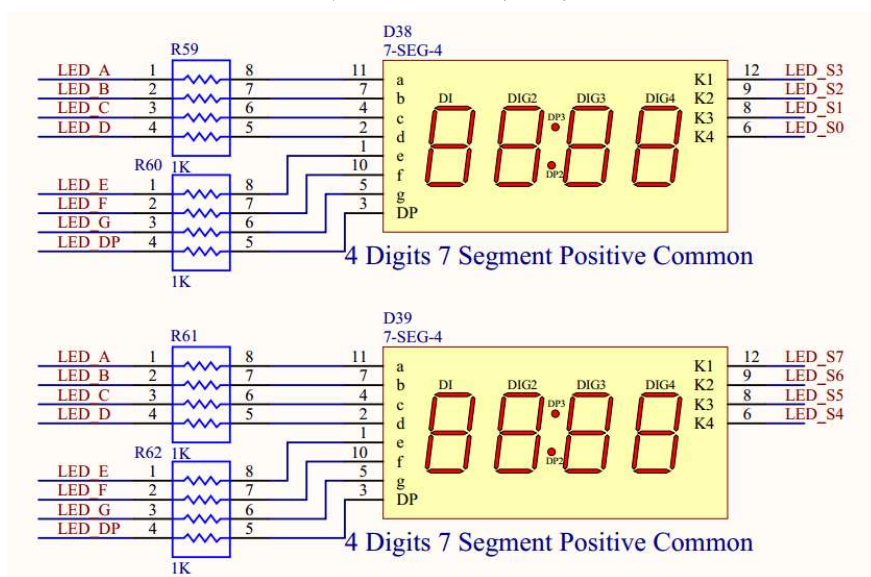 D38
7-SEG-4
R59
LED_A 1 8 11 a K1 12 LED_S3
LED_B 2 7 7 b K2 9 LED_S2
LED_C 3 6 4 c K3 8 LED_S1
LED_D 4 5 2 d K4 6 LED_S0
DI DIG2 DIG3 DIG4
DP3
DP2
1 e
R60 1K
10 f
LED_E 1 8 5 g
LED_F 2 7 3 DP
LED_G 3 6
LED_DP 4 5
1K
4 Digits 7 Segment Positive Common
D39
7-SEG-4
R61
LED_A 1 8 11 a K1 12 LED_S7
LED_B 2 7 7 b K2 9 LED_S6
LED_C 3 6 4 c K3 8 LED_S5
LED_D 4 5 2 d K4 6 LED_S4
DI DIG2 DIG3 DIG4
DP3
DP2
1 e
R62 1K
10 f
LED_E 1 8 5 g
LED_F 2 7 3 DP
LED_G 3 6
LED_DP 4 5
1K
4 Digits 7 Segment Positive Common